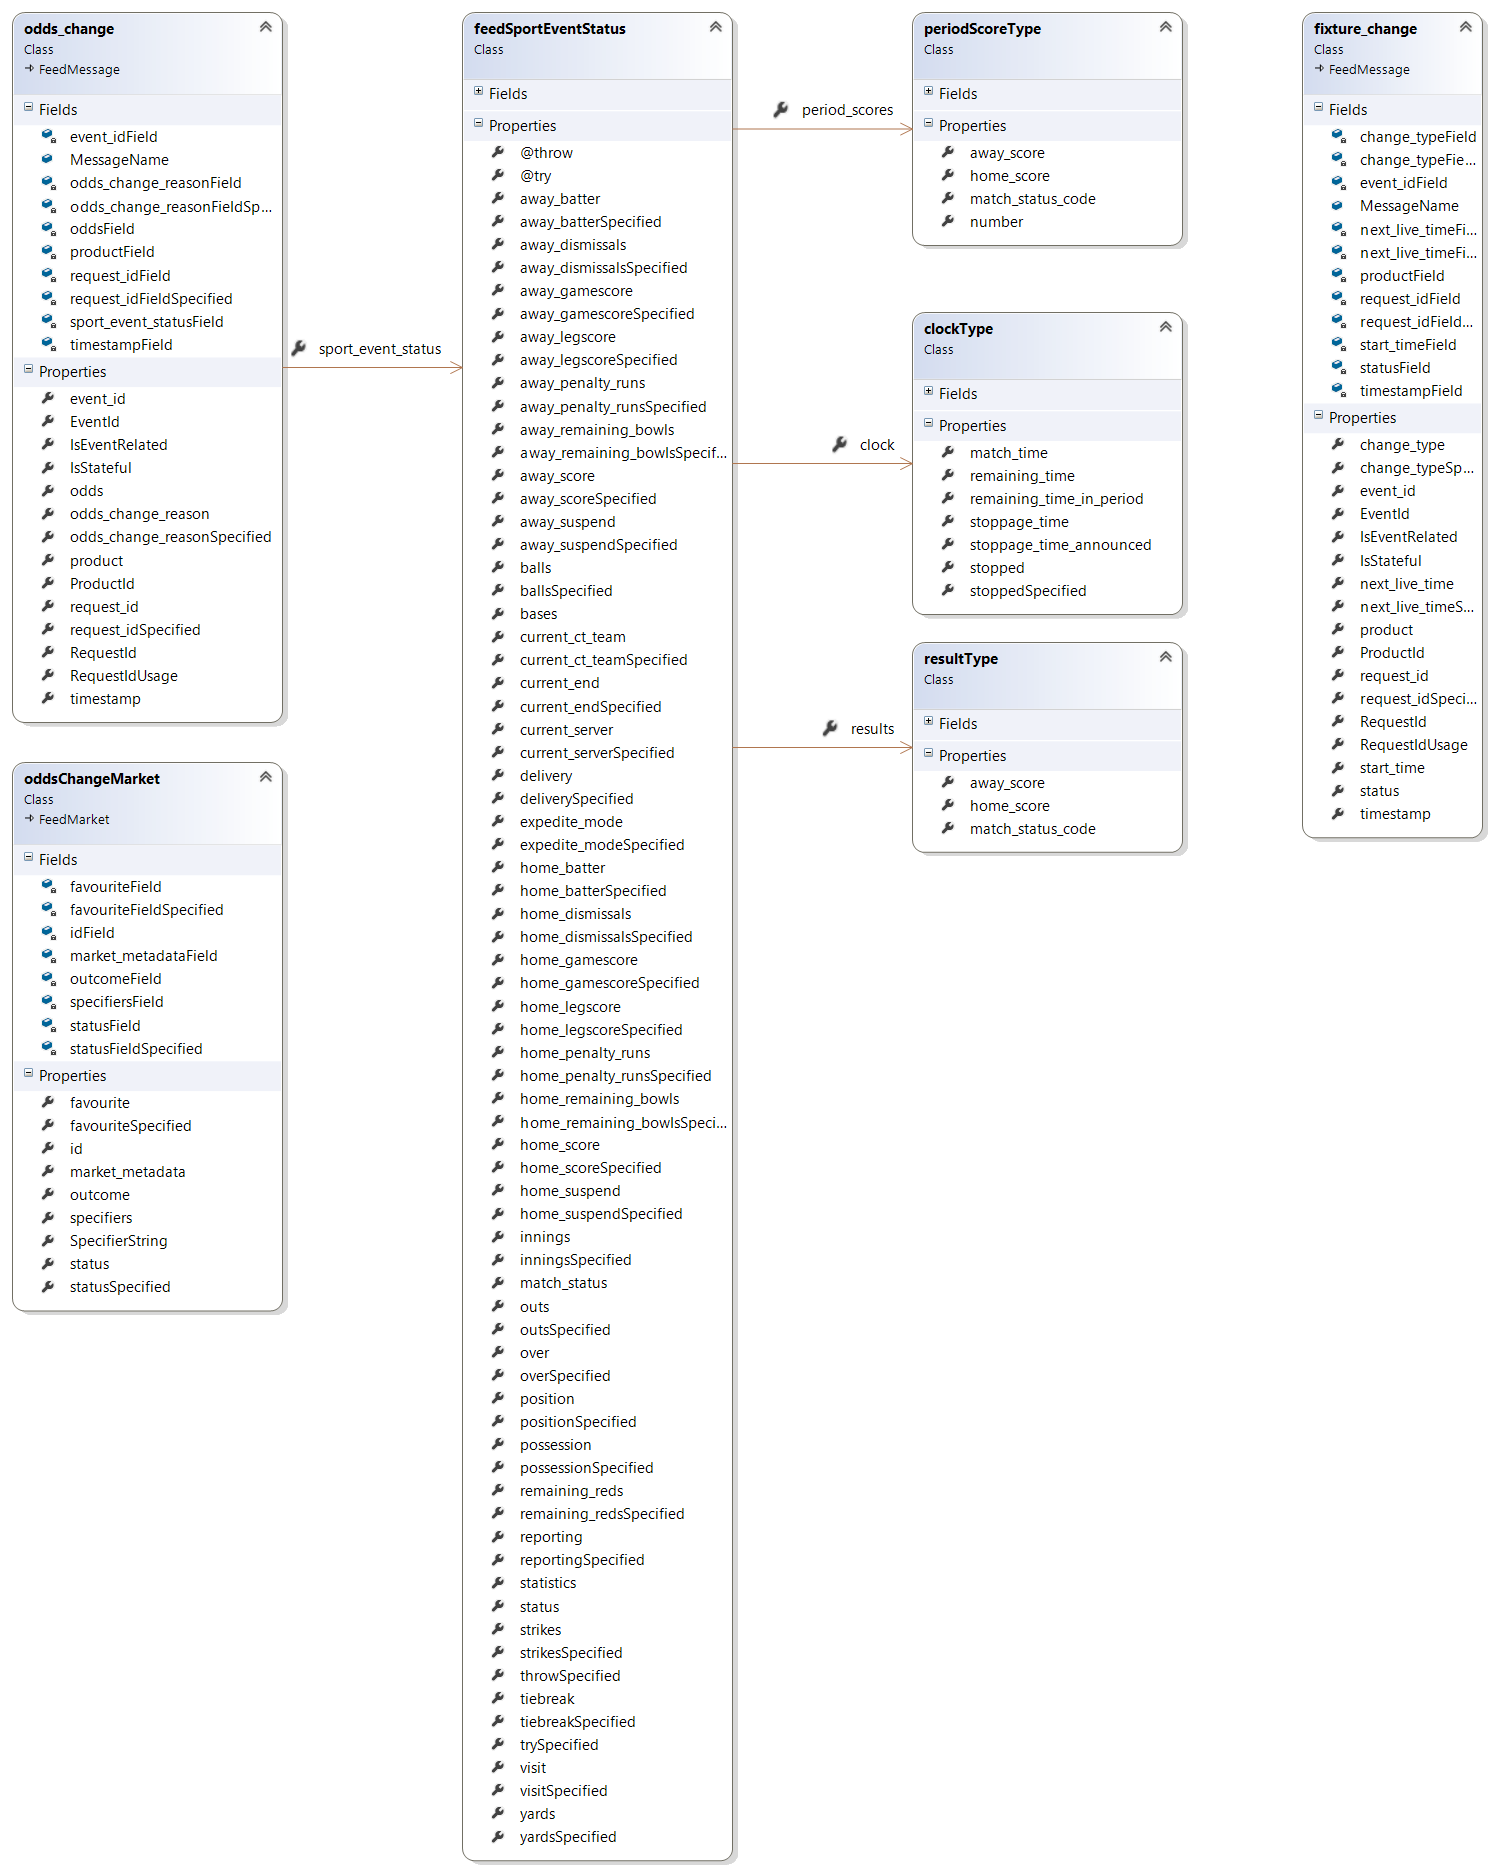 odds_change
Class
FeedMessage
Fields
event_idField
MessageName
odds_change_reasonField
odds_change_reasonFieldSp...
oddsField
productField
request_idField
request_idFieldSpecified
sport_event_statusField
timestampField
Properties
event_id
EventId
IsEventRelated
IsStateful
odds
odds_change_reason
odds_change_reasonSpecified
product
ProductId
request_id
request_idSpecified
RequestId
RequestIdUsage
timestamp
oddsChangeMarket
Class
FeedMarket
Fields
favouriteField
favouriteFieldSpecified
idField
market_metadataField
outcomeField
specifiersField
statusField
statusFieldSpecified
Properties
favourite
favouriteSpecified
id
market_metadata
outcome
specifiers
SpecifierString
status
statusSpecified
sport_event_status
feedSportEventStatus
Class
Fields
Properties
@throw
@try
away_batter
away_batterSpecified
away_dismissals
away_dismissalsSpecified
away_gamescore
away_gamescoreSpecified
away_legscore
away_legscoreSpecified
away_penalty_runs
away_penalty_runsSpecified
away_remaining_bowls
away_remaining_bowlsSpecif...
away_score
away_scoreSpecified
away_suspend
away_suspendSpecified
balls
ballsSpecified
bases
current_ct_team
current_ct_teamSpecified
current_end
current_endSpecified
current_server
current_serverSpecified
delivery
deliverySpecified
expedite_mode
expedite_modeSpecified
home_batter
home_batterSpecified
home_dismissals
home_dismissalsSpecified
home_gamescore
home_gamescoreSpecified
home_legscore
home_legscoreSpecified
home_penalty_runs
home_penalty_runsSpecified
home_remaining_bowls
home_remaining_bowlsSpeci...
home_score
home_scoreSpecified
home_suspend
home_suspendSpecified
innings
inningsSpecified
match_status
outs
outsSpecified
over
overSpecified
position
positionSpecified
possession
possessionSpecified
remaining_reds
remaining_redsSpecified
reporting
reportingSpecified
statistics
status
strikes
strikesSpecified
throwSpecified
tiebreak
tiebreakSpecified
trySpecified
visit
visitSpecified
yards
yardsSpecified
period_scores
clock
results
periodScoreType
Class
Fields
Properties
away_score
home_score
match_status_code
number
clockType
Class
Fields
Properties
match_time
remaining_time
remaining_time_in_period
stoppage_time
stoppage_time_announced
stopped
stoppedSpecified
resultType
Class
Fields
Properties
away_score
home_score
match_status_code
fixture_change
Class
FeedMessage
Fields
change_typeField
change_typeFie...
event_idField
MessageName
next_live_timeFi...
next_live_timeFi...
productField
request_idField
request_idField...
start_timeField
statusField
timestampField
Properties
change_type
change_typeSp...
event_id
EventId
IsEventRelated
IsStateful
next_live_time
next_live_timeS...
product
ProductId
request_id
request_idSpeci...
RequestId
RequestIdUsage
start_time
status
timestamp